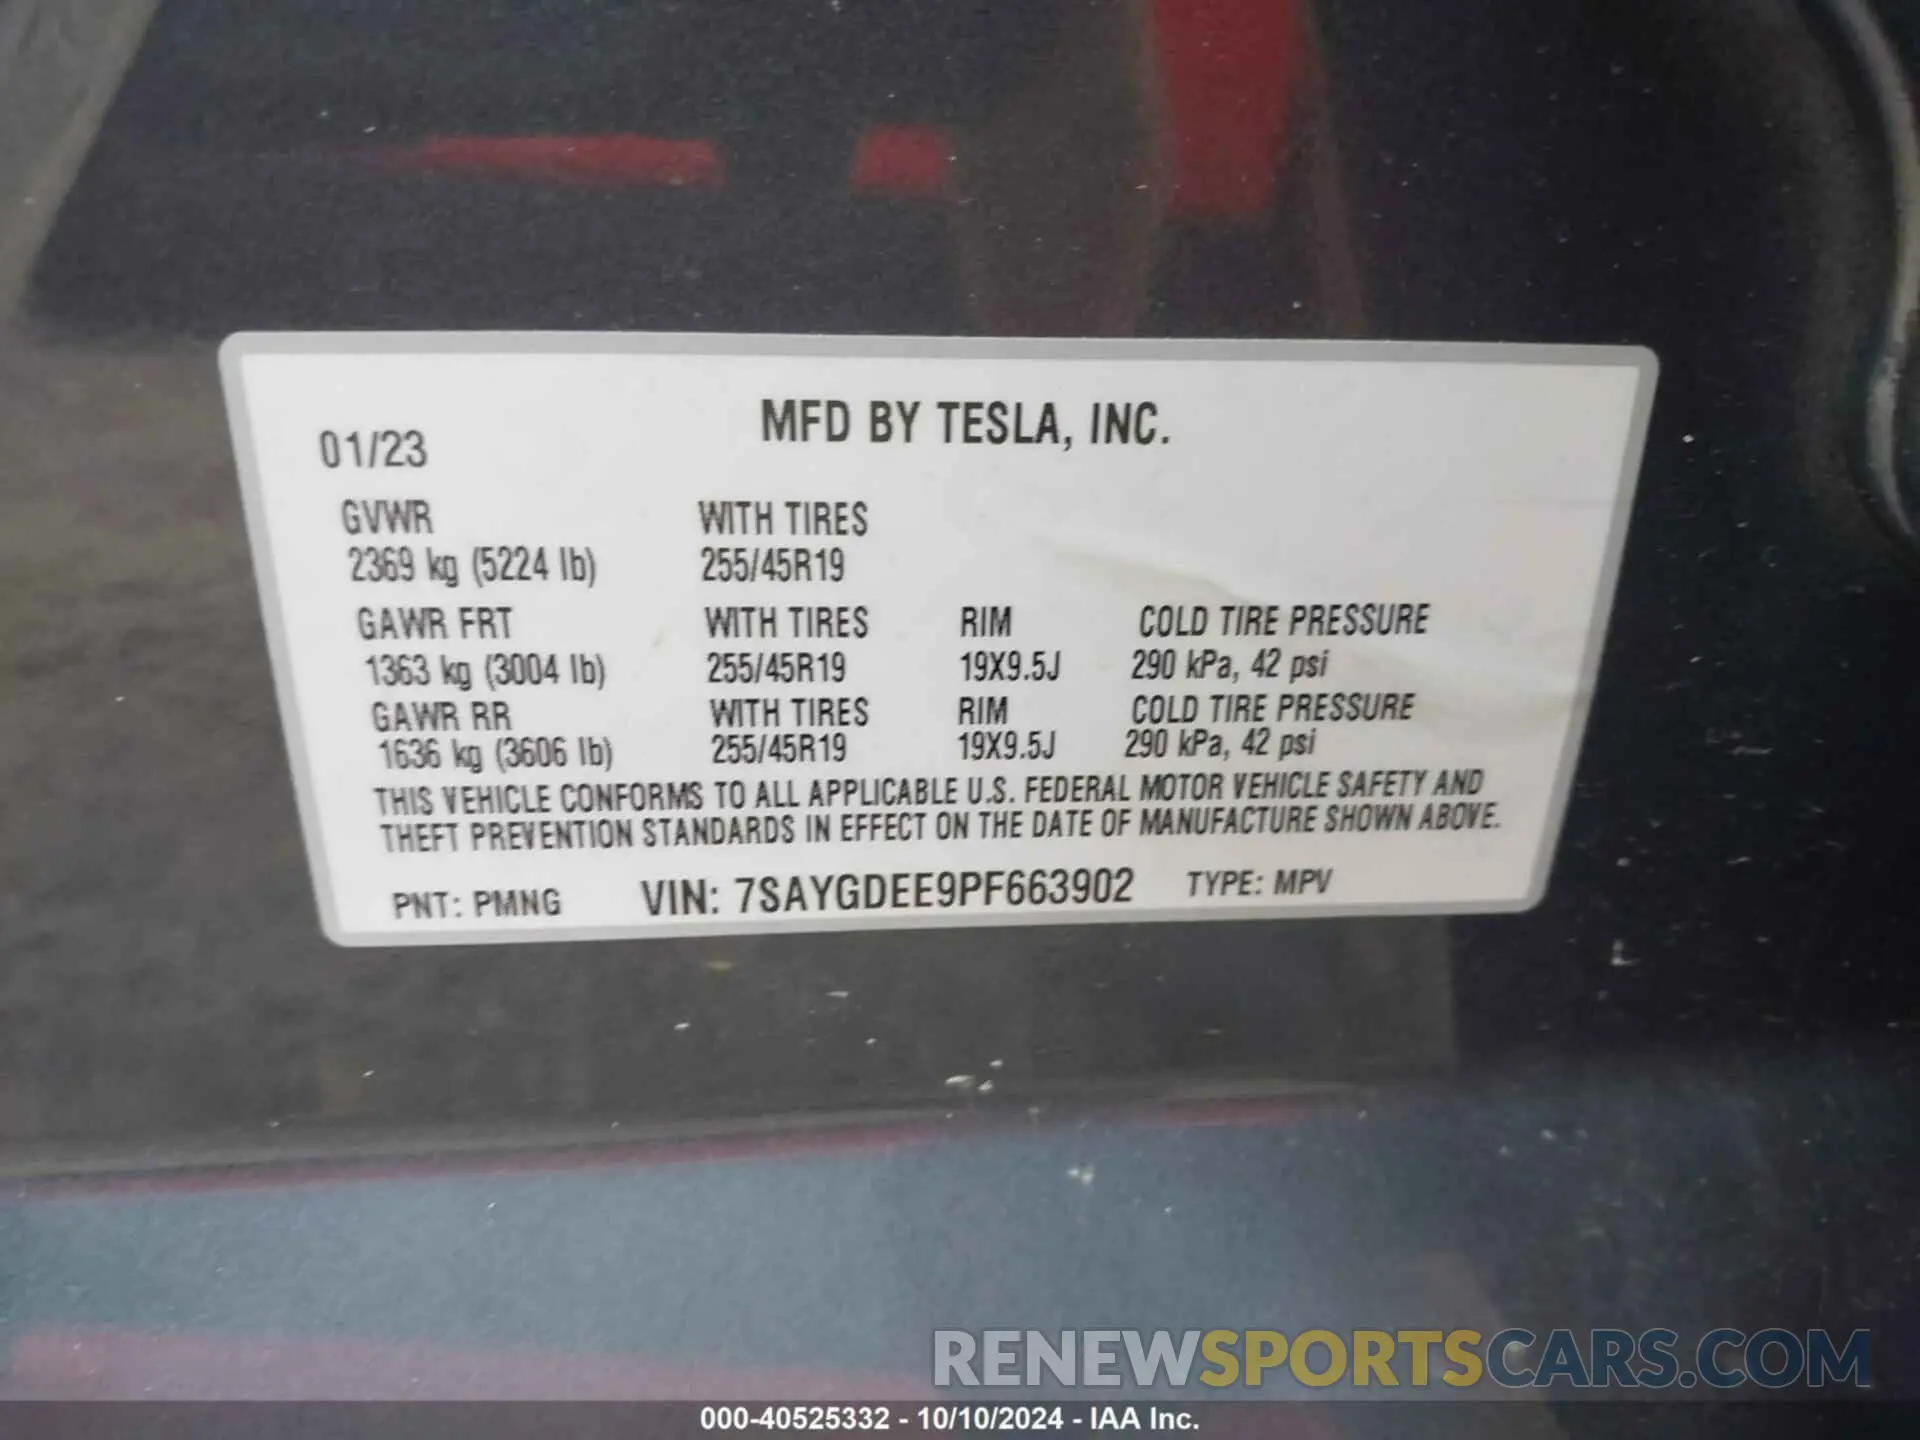 MFD BY TESLA, INC.
01/23
GVWR WITH TIRES
2369 kg (5224 lb) 255/45R19
GAWR FRT WITH TIRES RIM COLD TIRE PRESSURE
1363 kg (3004 lb) 255/45R19 19X9.5J 290 kPa, 42 psi
GAWR RR WITH TIRES RIM COLD TIRE PRESSURE
1636 kg (3606 lb) 255/45R19 19X9.5J 290 kPa, 42 psi
THIS VEHICLE CONFORMS TO ALL APPLICABLE U.S. FEDERAL MOTOR VEHICLE SAFETY AND
THEFT PREVENTION STANDARDS IN EFFECT ON THE DATE OF MANUFACTURE SHOWN ABOVE.
PNT: PMNG VIN: 7SAYGDEE9PF663902 TYPE: MPV
RENEWSPORTSCARS.COM
000-40525332 - 10/10/2024 - IAA Inc.